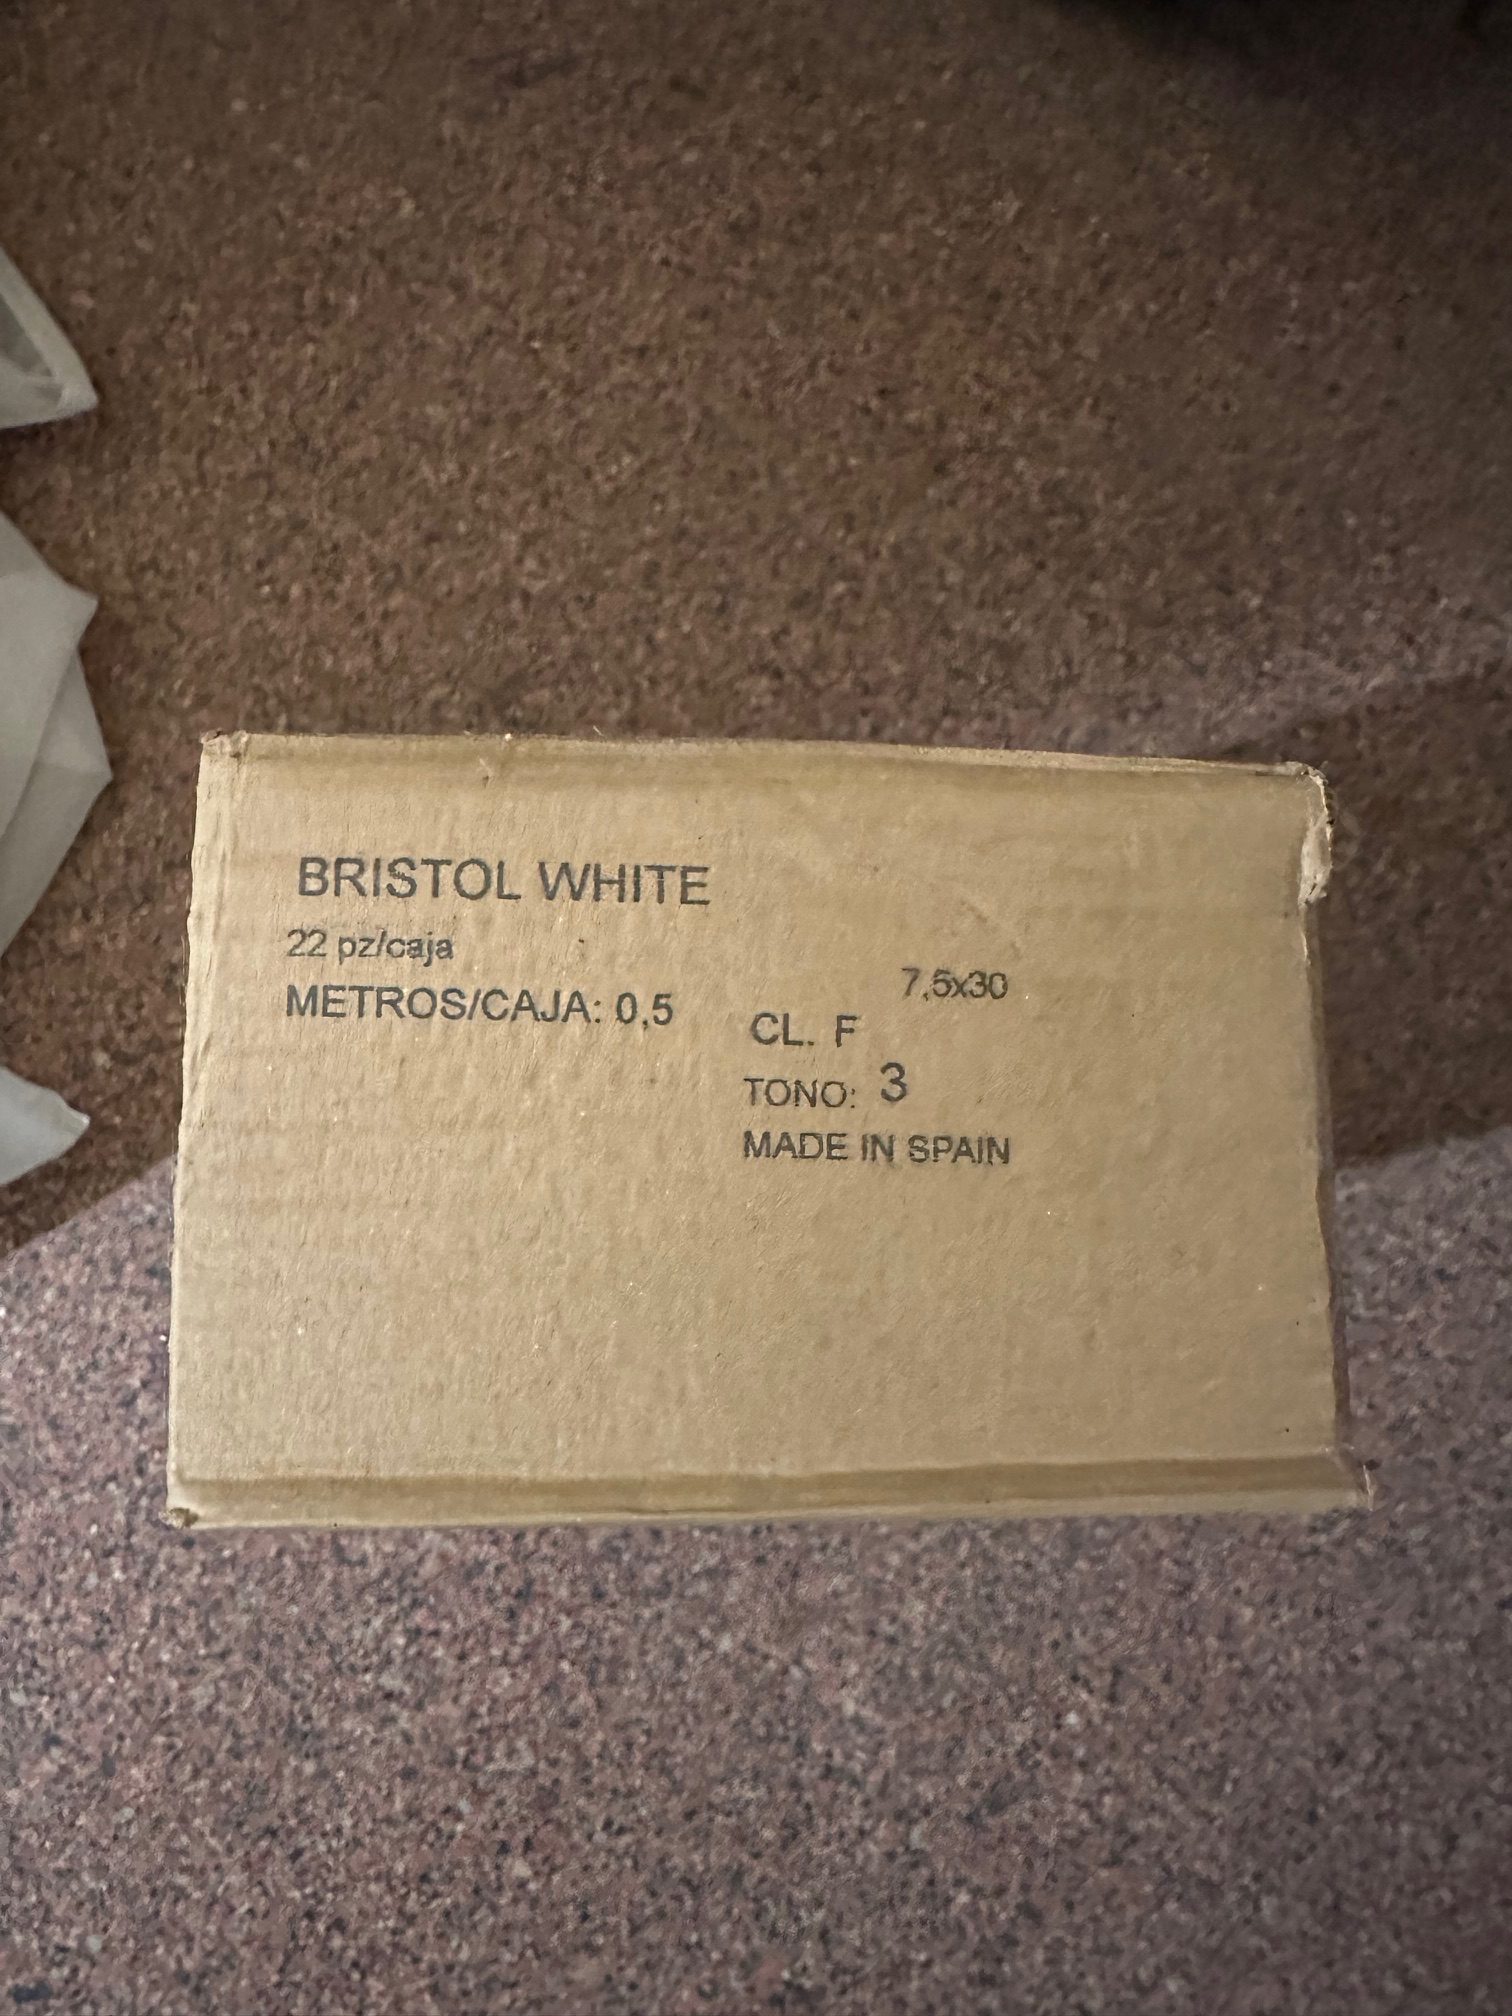 BRISTOL WHITE
22 pz/caja
METROS/CAJA: 0,5
7,5x30
CL. F
TONO: 3
MADE IN SPAIN